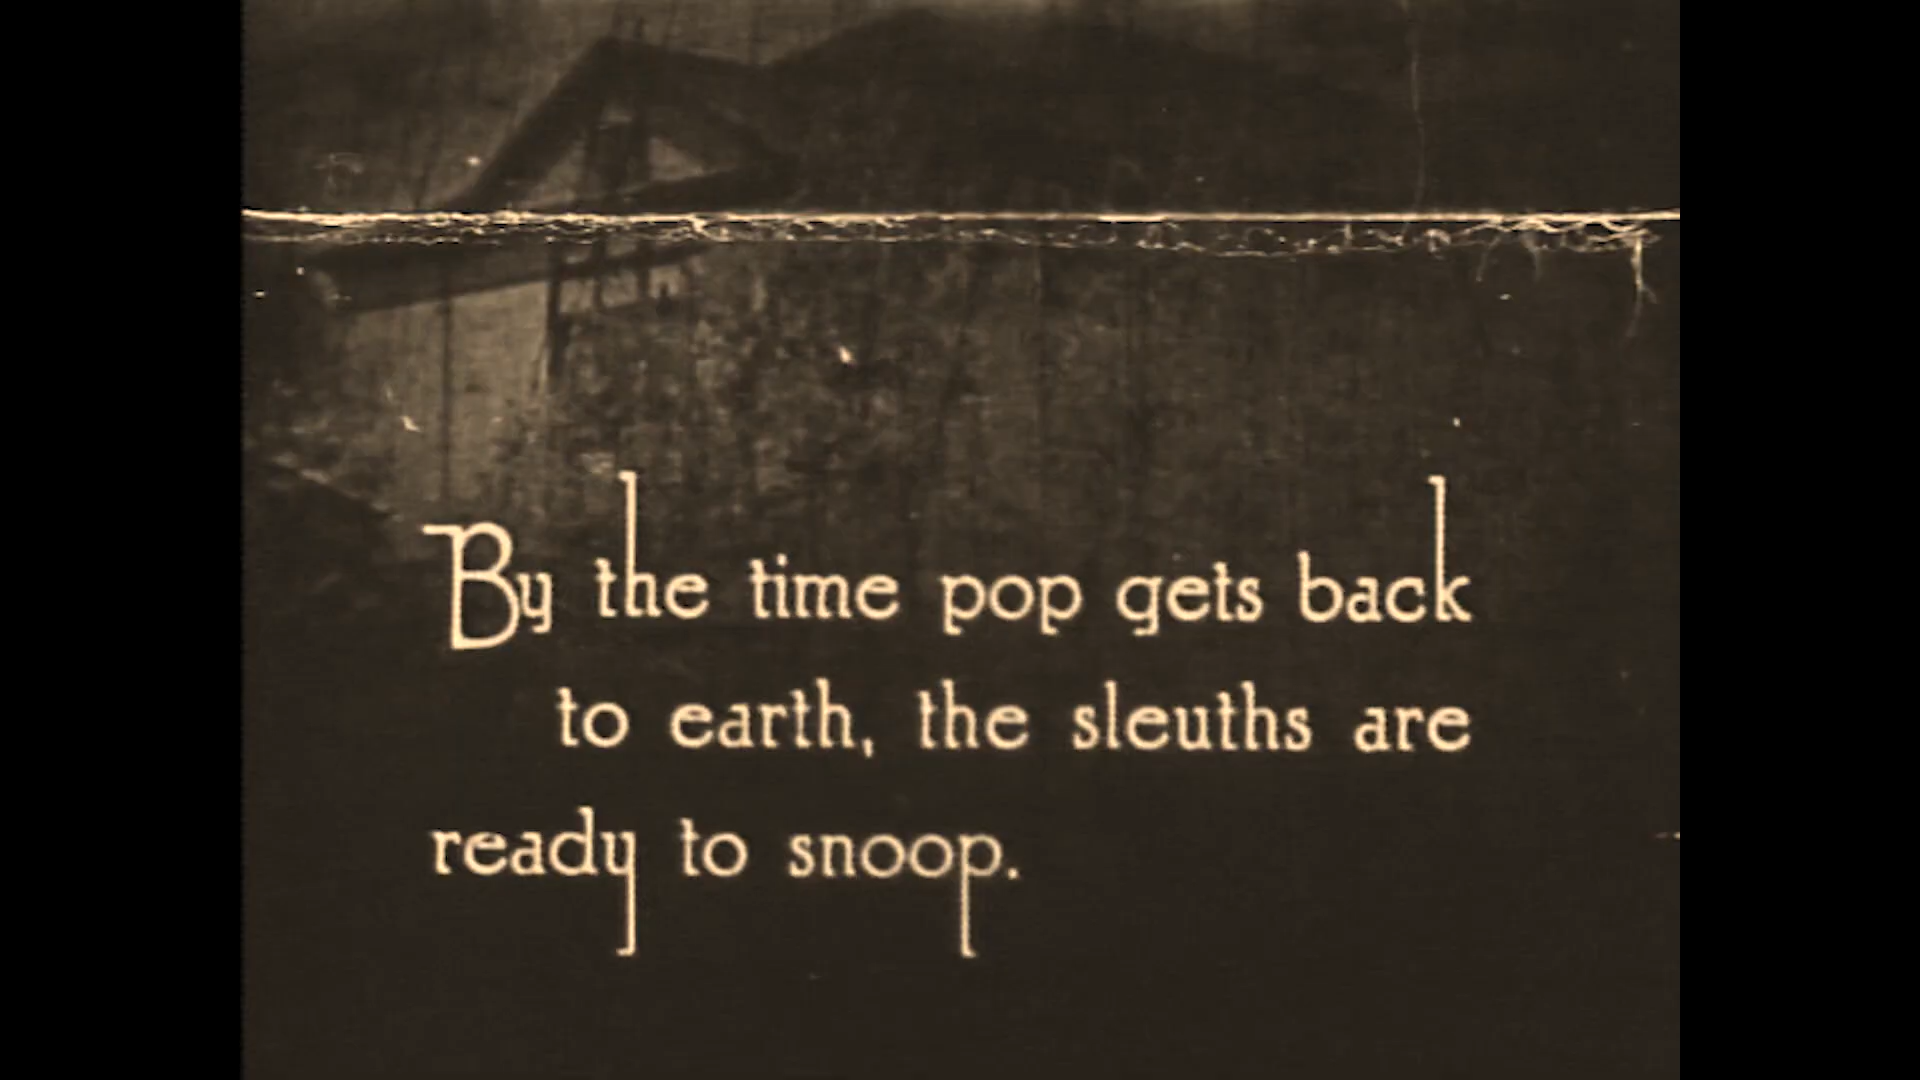 By the time pop gets back
to earth, the sleuths are
ready to snoop.